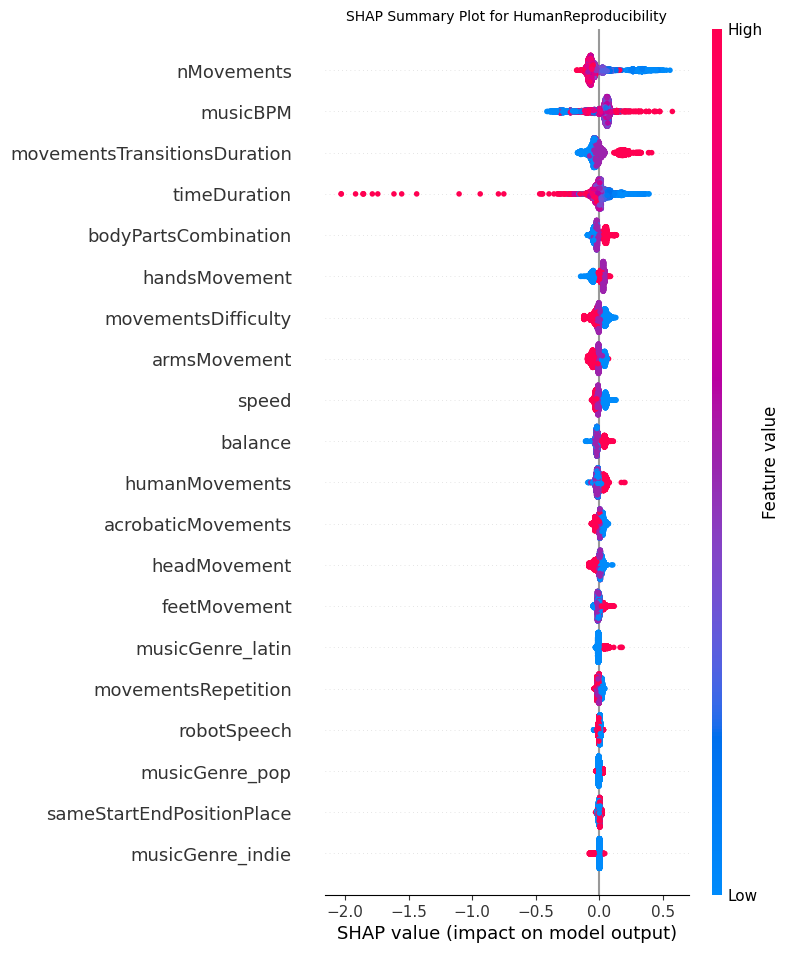 SHAP Summary Plot for HumanReproducibility
High
nMovements
musicBPM
movementsTransitionsDuration
timeDuration
bodyPartsCombination
handsMovement
movementsDifficulty
armsMovement
speed
balance
humanMovements
acrobaticMovements
headMovement
feetMovement
musicGenre_latin
movementsRepetition
robotSpeech
musicGenre_pop
sameStartEndPositionPlace
musicGenre_indie
Feature value
Low
−2.0 −1.5 −1.0 −0.5 0.0 0.5
SHAP value (impact on model output)